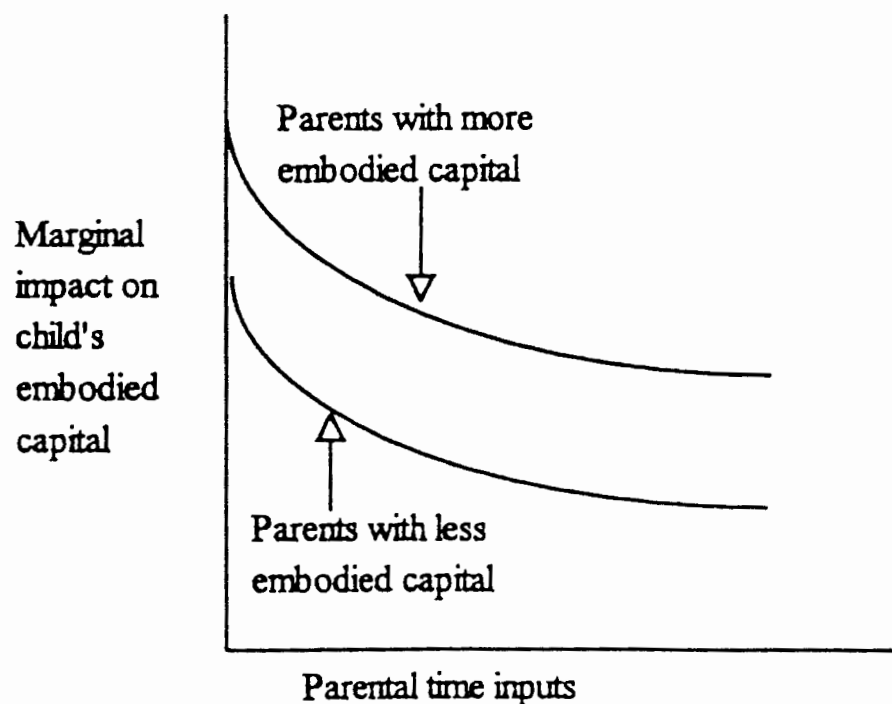 Parents with more
embodied capital
Marginal
impact on
child's
embodied
capital
Parents with less
embodied capital
Parental time inputs